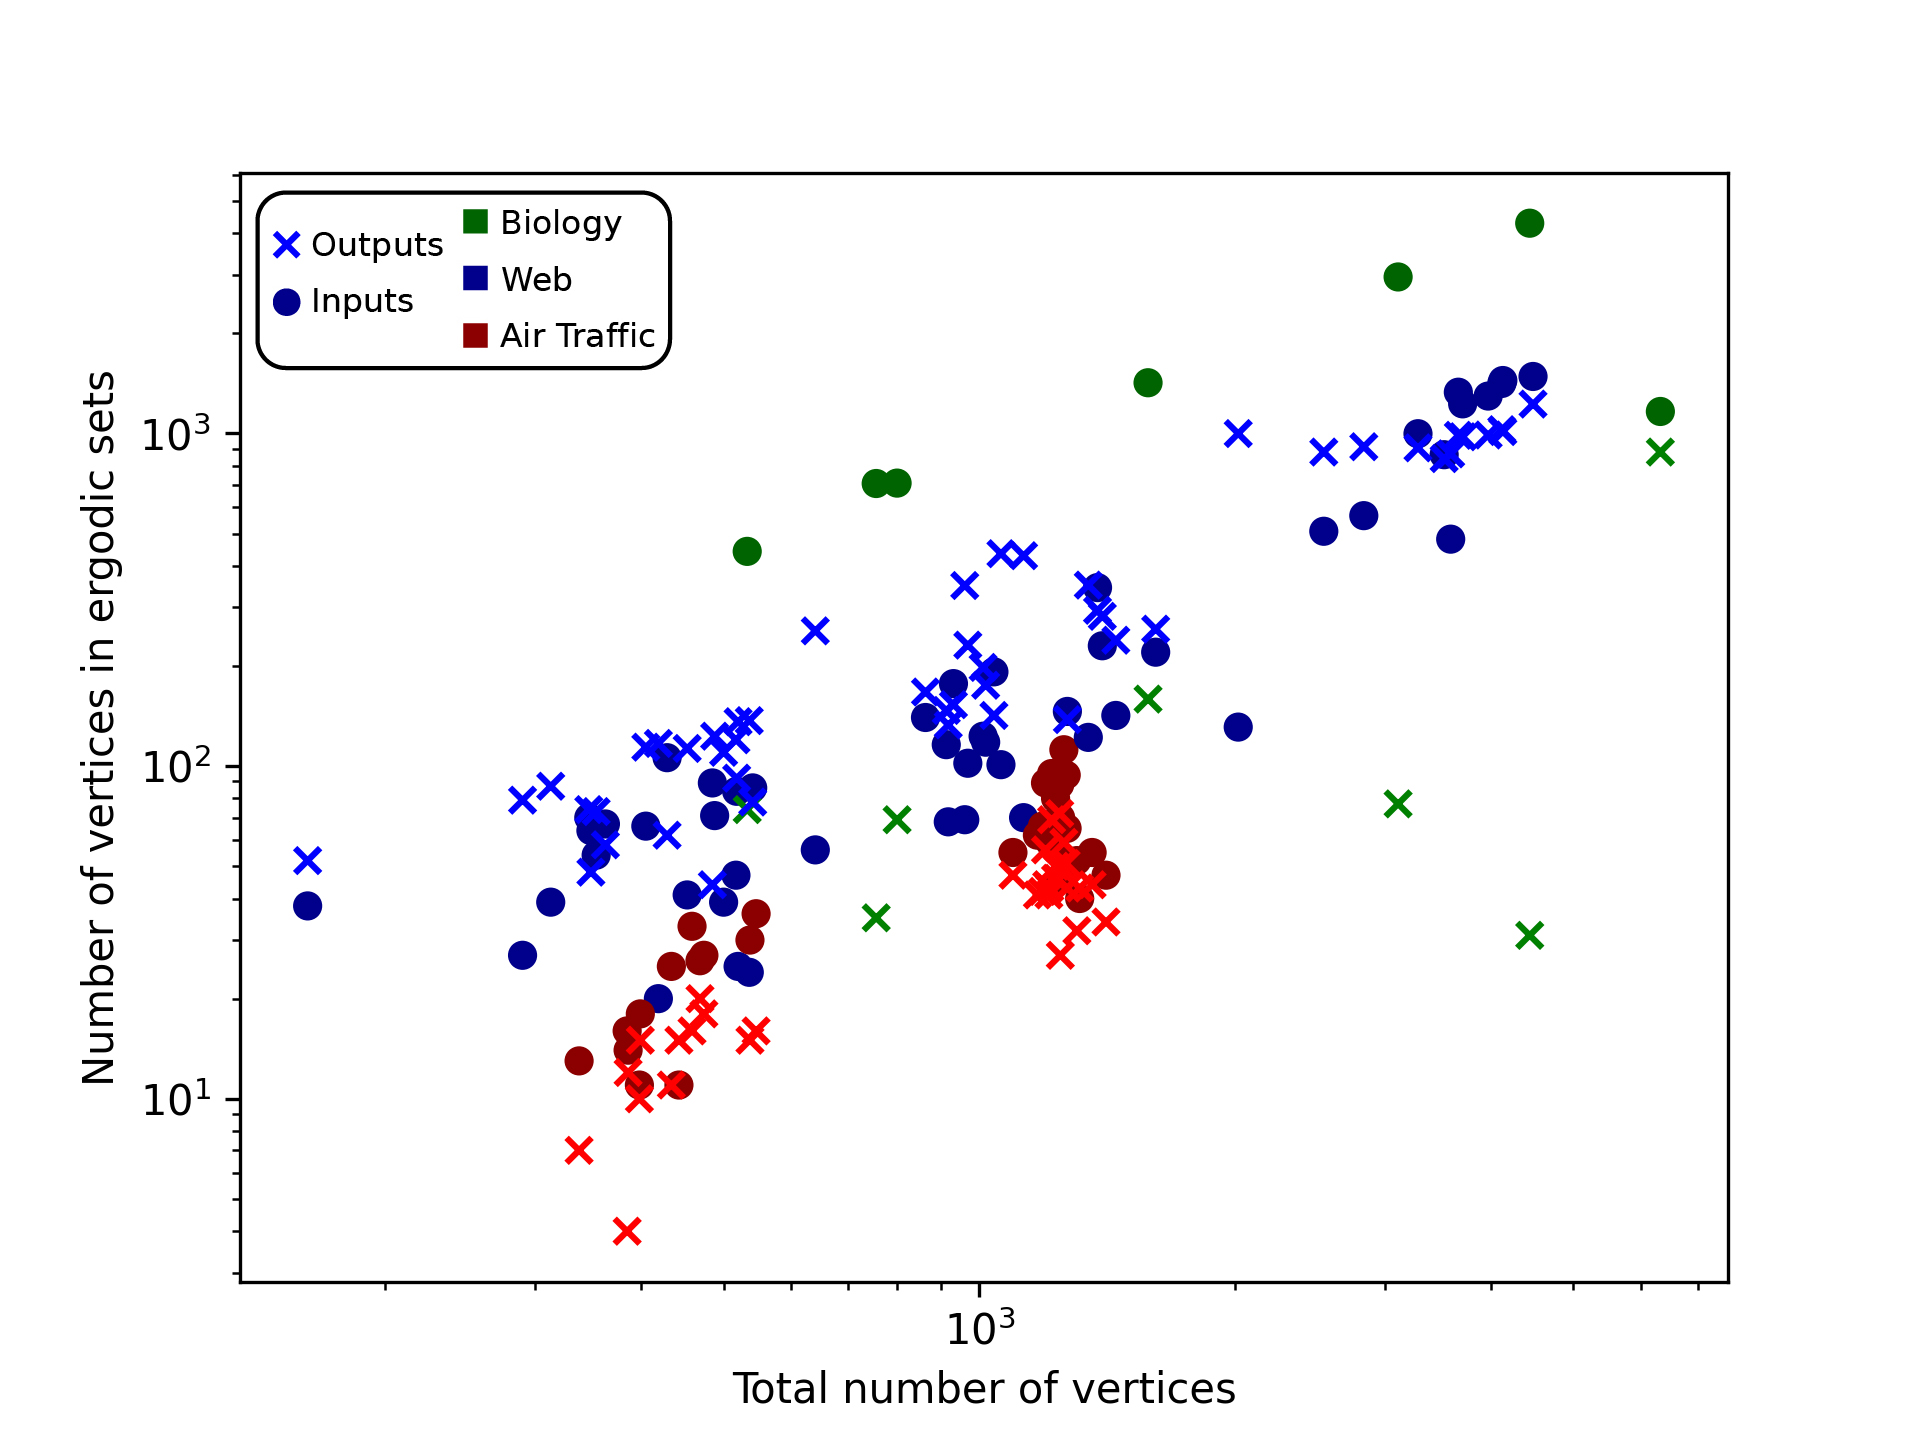 Outputs
Inputs
Biology
Web
Air Traffic
Number of vertices in ergodic sets
10³
10²
10¹
10³
Total number of vertices